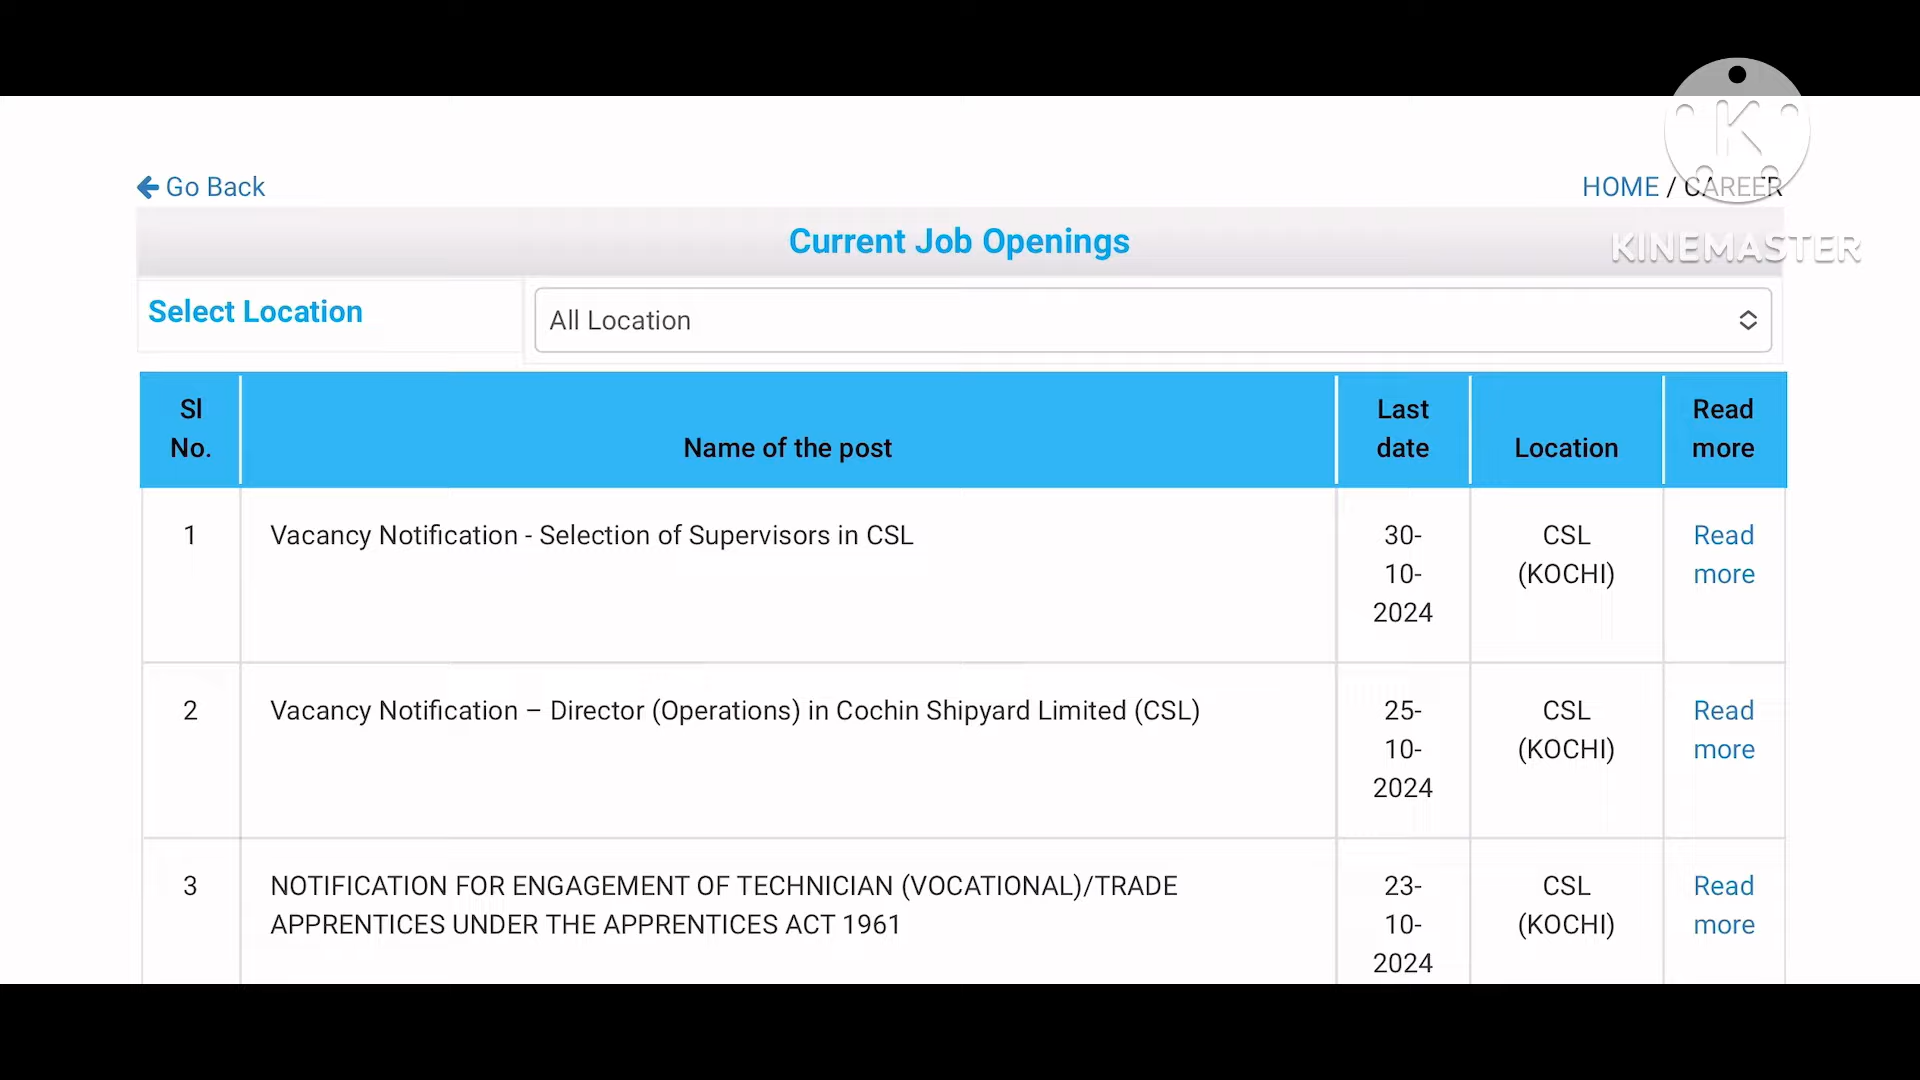 K
Go Back
HOME / CAREER
KINEMASTER
Current Job Openings
Select Location
All Location
Sl No.
Name of the post
Last date
Location
Read more
1
Vacancy Notification - Selection of Supervisors in CSL
30-
10-
2024
CSL
(KOCHI)
Read
more
2
Vacancy Notification – Director (Operations) in Cochin Shipyard Limited (CSL)
25-
10-
2024
CSL
(KOCHI)
Read
more
3
NOTIFICATION FOR ENGAGEMENT OF TECHNICIAN (VOCATIONAL)/TRADE
APPRENTICES UNDER THE APPRENTICES ACT 1961
23-
10-
2024
CSL
(KOCHI)
Read
more